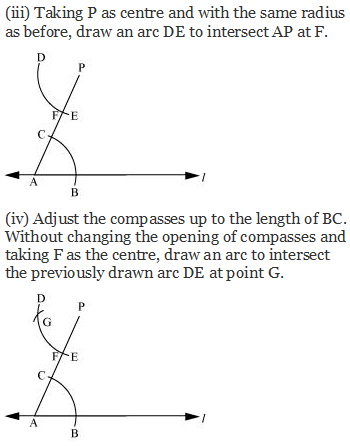 (iii) Taking P as centre and with the same radius
as before, draw an arc DE to intersect AP at F.
D
P
F E
C
A
l
B
(iv) Adjust the compasses up to the length of BC.
Without changing the opening of compasses and
taking F as the centre, draw an arc to intersect
the previously drawn arc DE at point G.
D
P
G
F E
C
A
l
B